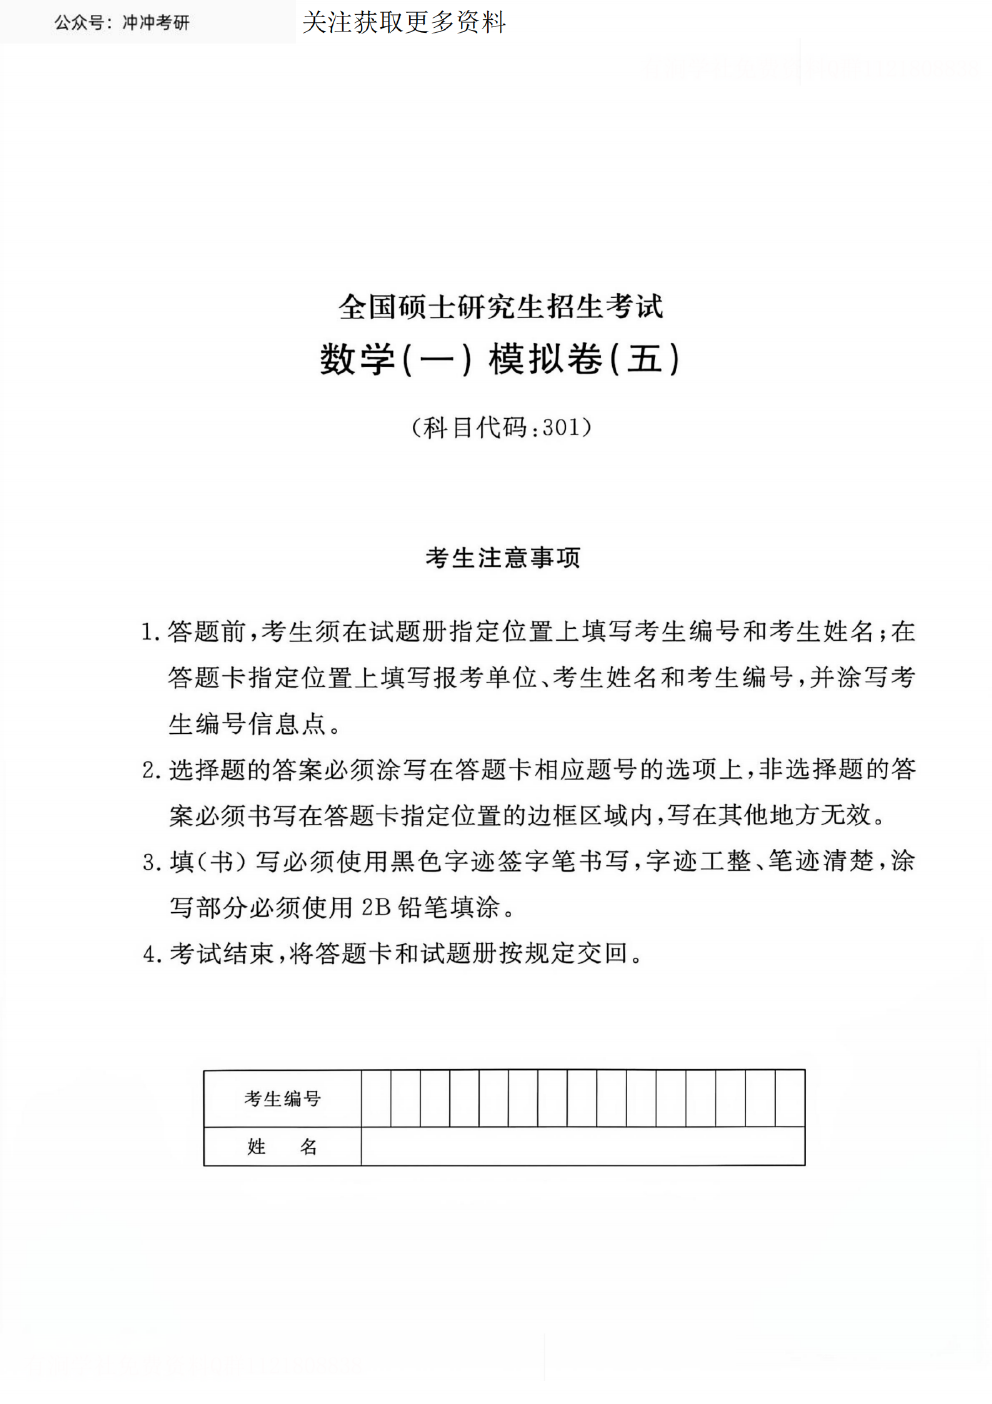 公众号：冲冲考研 关注获取更多资料
全国硕士研究生招生考试
数学(一) 模拟卷(五)
(科目代码:301)
考生注意事项
1. 答题前,考生须在试题册指定位置上填写考生编号和考生姓名;在
答题卡指定位置上填写报考单位、考生姓名和考生编号,并涂写考
生编号信息点。
2. 选择题的答案必须涂写在答题卡相应题号的选项上,非选择题的答
案必须书写在答题卡指定位置的边框区域内,写在其他地方无效。
3. 填(书) 写必须使用黑色字迹签字笔书写,字迹工整、笔迹清楚,涂
写部分必须使用 2B 铅笔填涂。
4. 考试结束,将答题卡和试题册按规定交回。
考生编号
姓 名